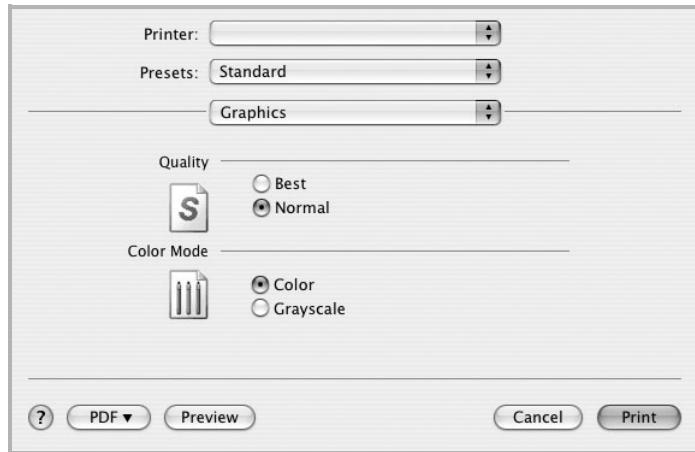 Printer:
Presets: Standard
Graphics
Quality
Best
S
Normal
Color Mode
Color
Grayscale
? PDF▼ Preview Cancel Print